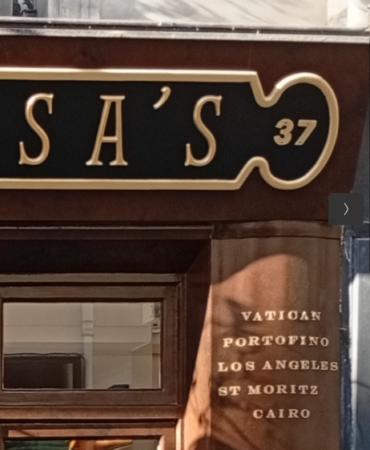 SA'S 37
VATICAN
PORTOFINO
LOS ANGELES
ST MORITZ
CAIRO